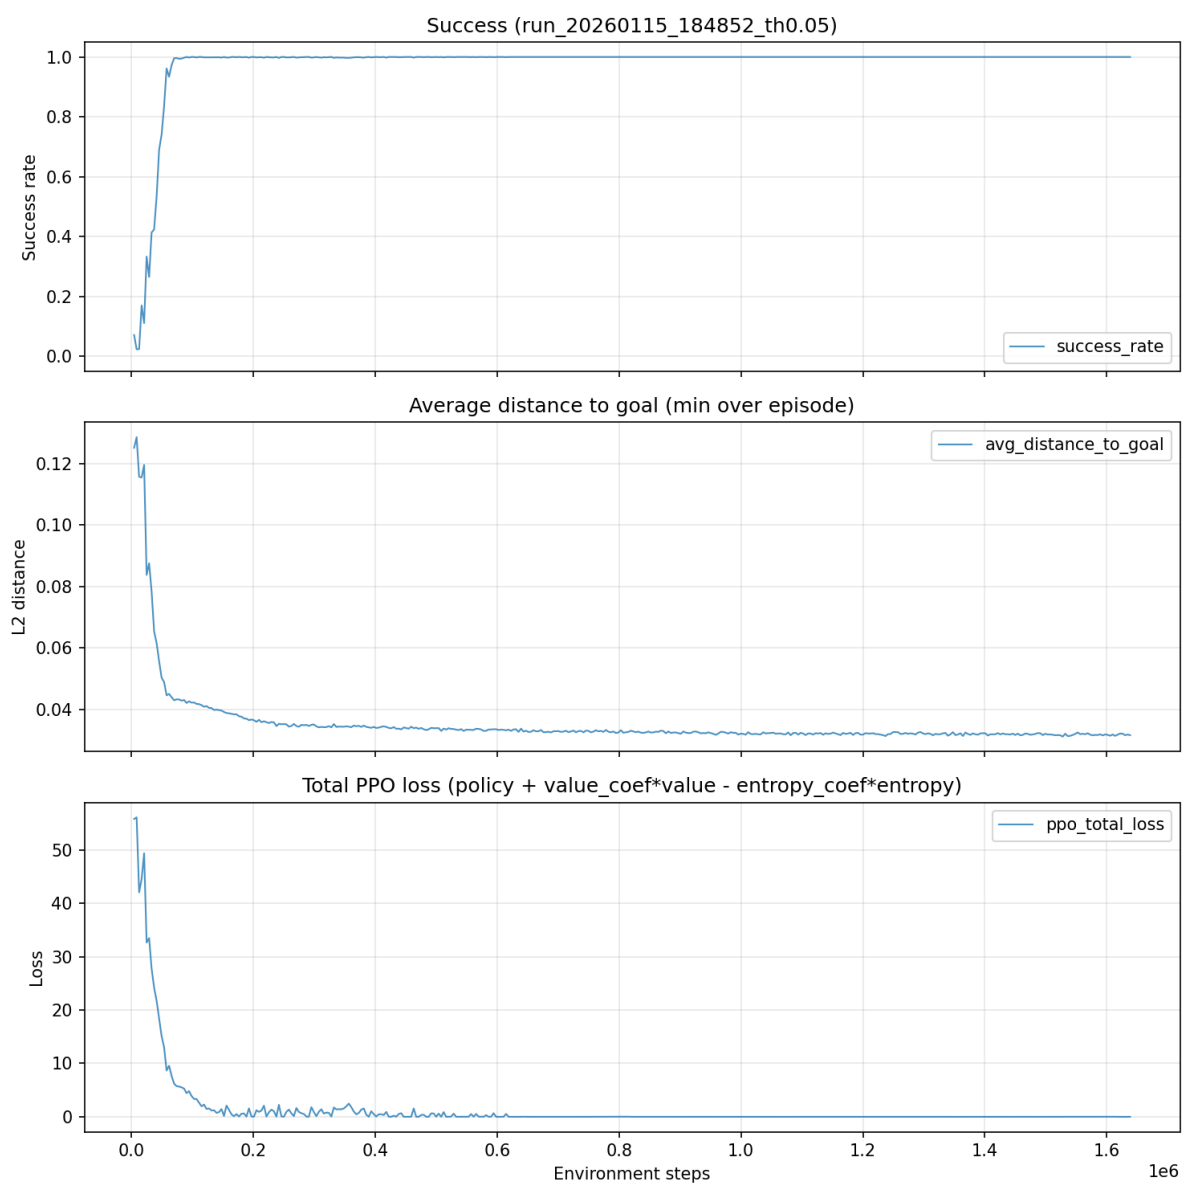 Success (run_20260115_184852_th0.05)
1.0
0.8
0.6
0.4
0.2
0.0
Success rate
success_rate
Average distance to goal (min over episode)
0.12
0.10
0.08
0.06
0.04
L2 distance
avg_distance_to_goal
Total PPO loss (policy + value_coef*value - entropy_coef*entropy)
50
40
30
20
10
0
Loss
ppo_total_loss
0.0 0.2 0.4 0.6 0.8 1.0 1.2 1.4 1.6
1e6
Environment steps